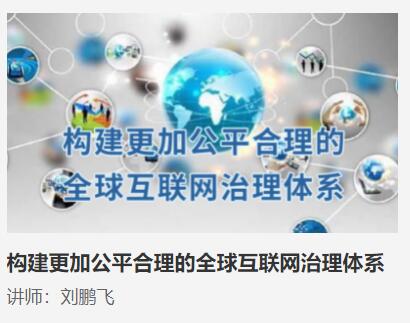 构建更加公平合理的
全球互联网治理体系
构建更加公平合理的全球互联网治理体系
讲师：刘鹏飞